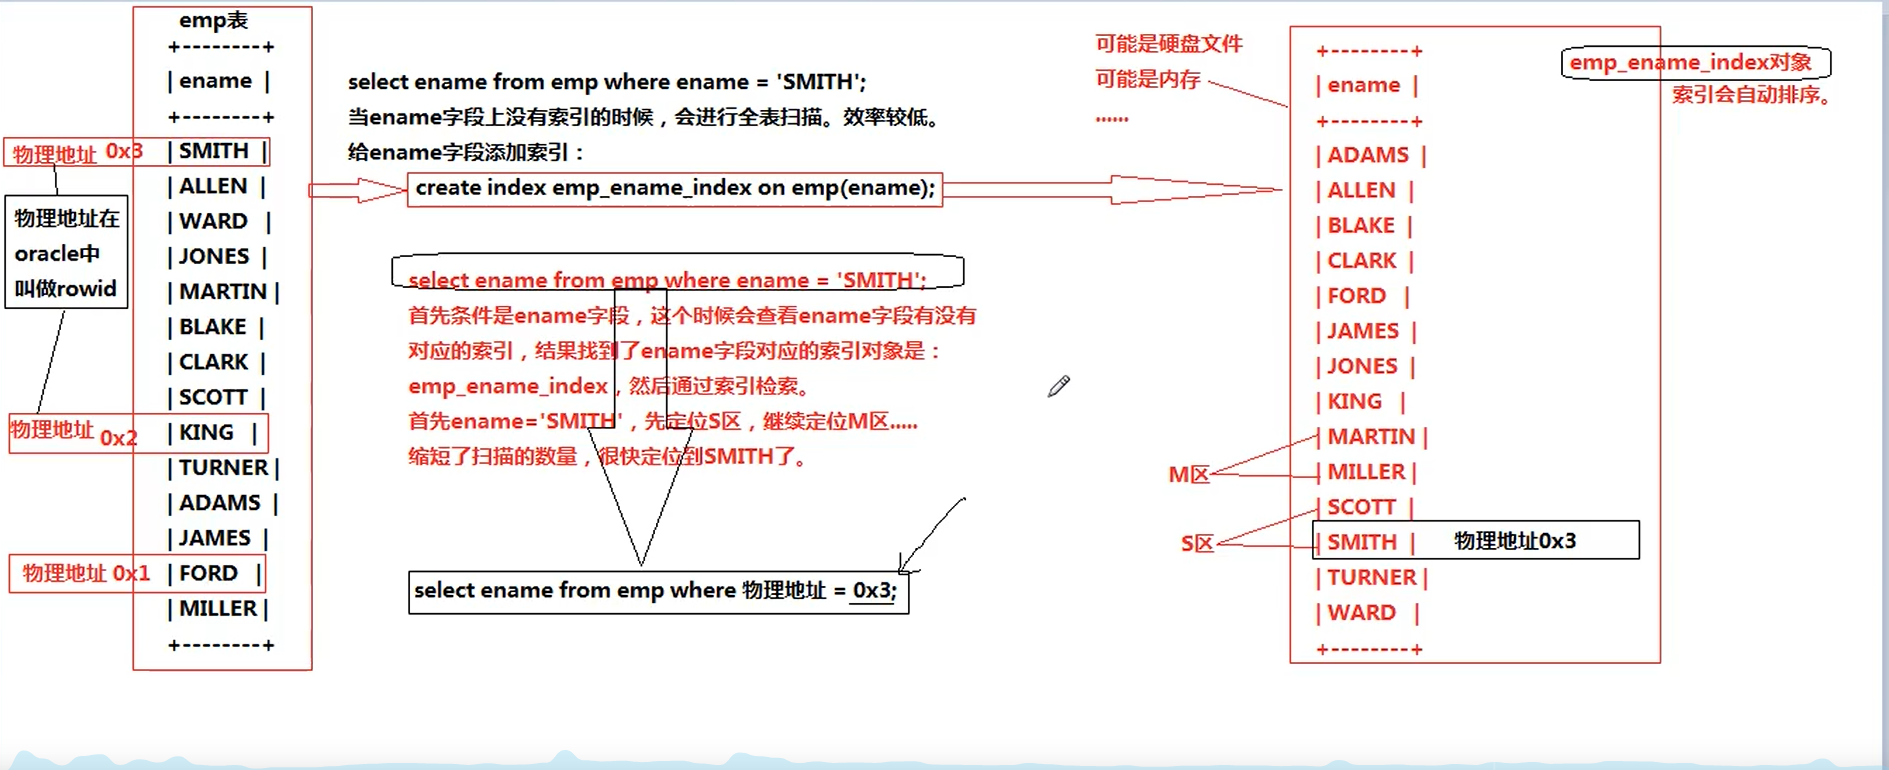 emp表
+--------+
| ename |
+--------+
物理地址 0x3 | SMITH |
| ALLEN |
| WARD |
| JONES |
| MARTIN |
| BLAKE |
| CLARK |
| SCOTT |
物理地址 0x2 | KING |
| TURNER |
| ADAMS |
| JAMES |
物理地址 0x1 | FORD |
| MILLER |
+--------+
物理地址在
oracle中
叫做rowid
select ename from emp where ename = 'SMITH';
当ename字段上没有索引的时候，会进行全表扫描。效率较低。
给ename字段添加索引：
create index emp_ename_index on emp(ename);
select ename from emp where ename = 'SMITH';
首先条件是ename字段，这个时候会查看ename字段有没有
对应的索引，结果找到了ename字段对应的索引对象是：
emp_ename_index，然后通过索引检索。
首先ename='SMITH'，先定位S区，继续定位M区.....
缩短了扫描的数量，很快定位到SMITH了。
select ename from emp where 物理地址 = 0x3;
可能是硬盘文件
可能是内存
......
+--------+
| ename |
+--------+
| ADAMS |
| ALLEN |
| BLAKE |
| CLARK |
| FORD |
| JAMES |
| JONES |
| KING |
| MARTIN |
| MILLER |
| SCOTT |
| SMITH | 物理地址0x3
| TURNER |
| WARD |
+--------+
M区
S区
emp_ename_index对象
索引会自动排序。